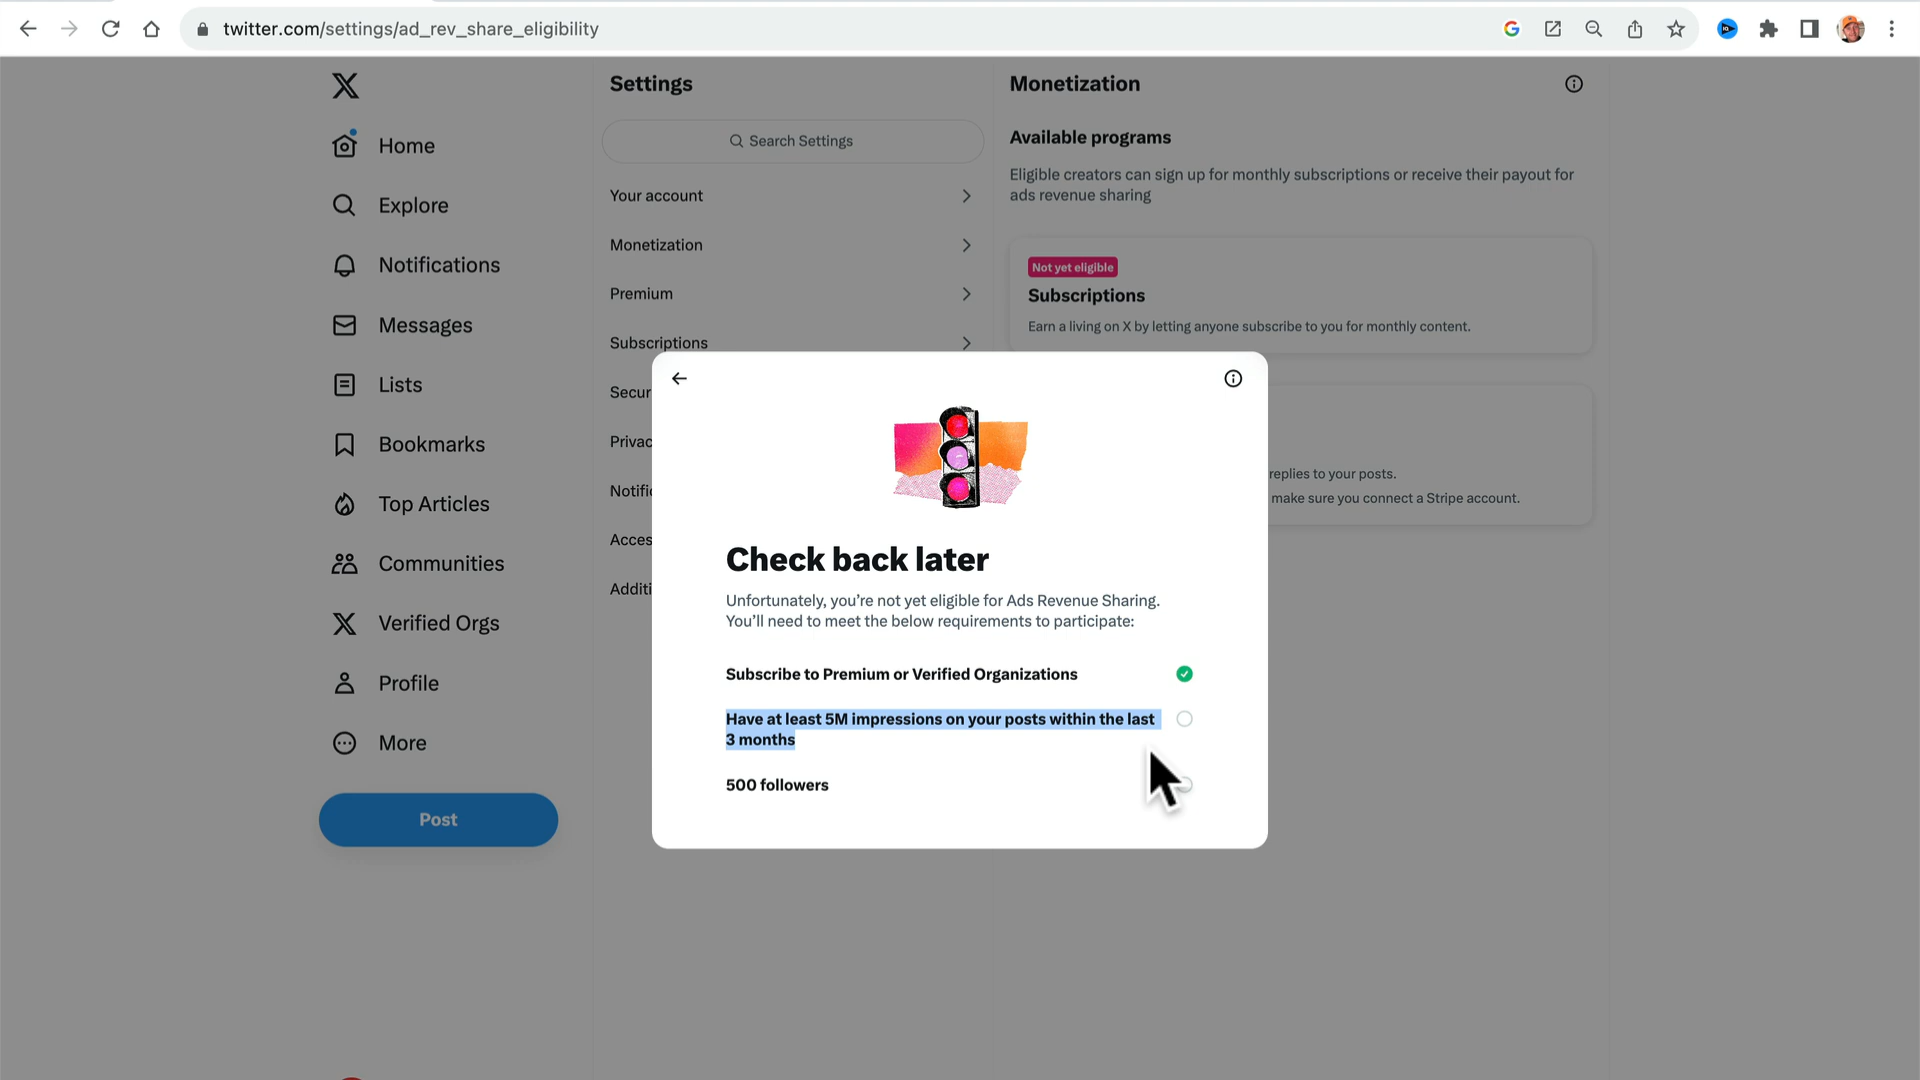 twitter.com/settings/ad_rev_share_eligibility
Home
Explore
Notifications
Messages
Lists
Bookmarks
Top Articles
Communities
Verified Orgs
Profile
More
Post
Settings
Search Settings
Your account
Monetization
Premium
Subscriptions
Secur
Privac
Notific
Acces
Additi
Monetization
Available programs
Eligible creators can sign up for monthly subscriptions or receive their payout for
ads revenue sharing
Not yet eligible
Subscriptions
Earn a living on X by letting anyone subscribe to you for monthly content.
replies to your posts.
make sure you connect a Stripe account.
Check back later
Unfortunately, you’re not yet eligible for Ads Revenue Sharing.
You’ll need to meet the below requirements to participate:
Subscribe to Premium or Verified Organizations
Have at least 5M impressions on your posts within the last
3 months
500 followers